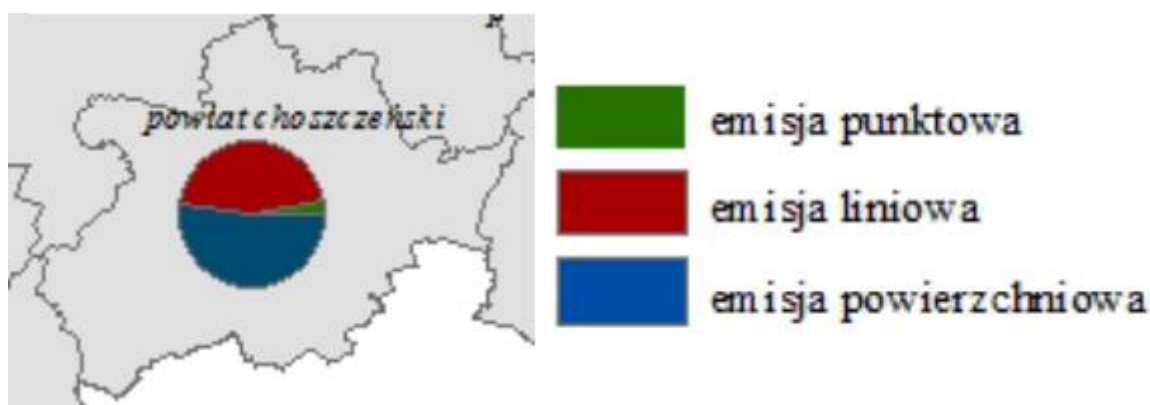 powiat choszczeński
emisja punktowa
emisja liniowa
emisja powierzchniowa